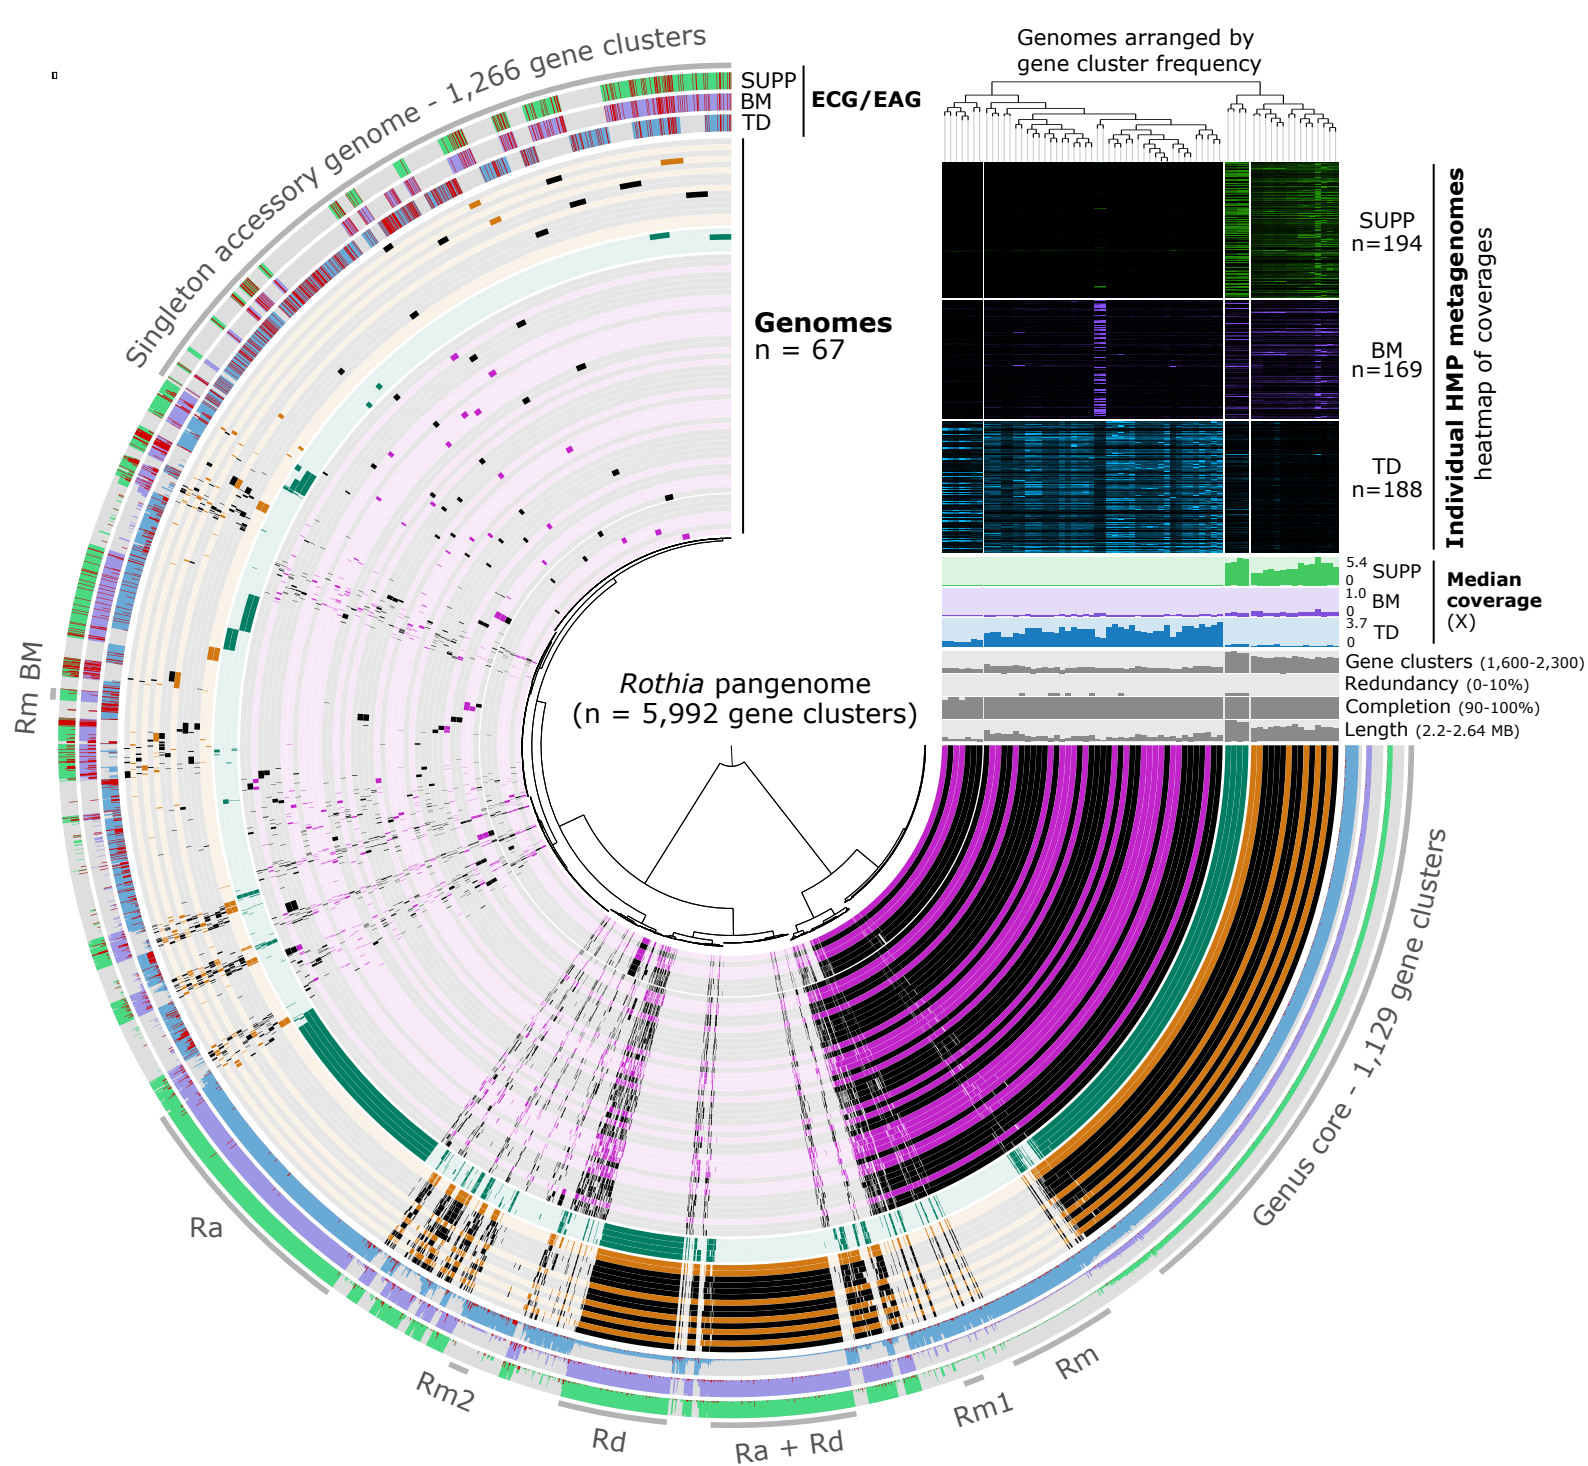 Genomes arranged by
gene cluster frequency
Singleton accessory genome - 1,266 gene clusters
SUPP
BM
TD
ECG/EAG
Genomes
n = 67
SUPP
n=194
BM
n=169
TD
n=188
Individual HMP metagenomes
heatmap of coverages
5.4
0
SUPP
1.0
0
BM
3.7
0
TD
Median
coverage
(X)
Gene clusters (1,600-2,300)
Redundancy (0-10%)
Completion (90-100%)
Length (2.2-2.64 MB)
Rothia pangenome
(n = 5,992 gene clusters)
Rm BM
Genus core - 1,129 gene clusters
Ra
Rm2
Rd
Ra + Rd
Rm1
Rm